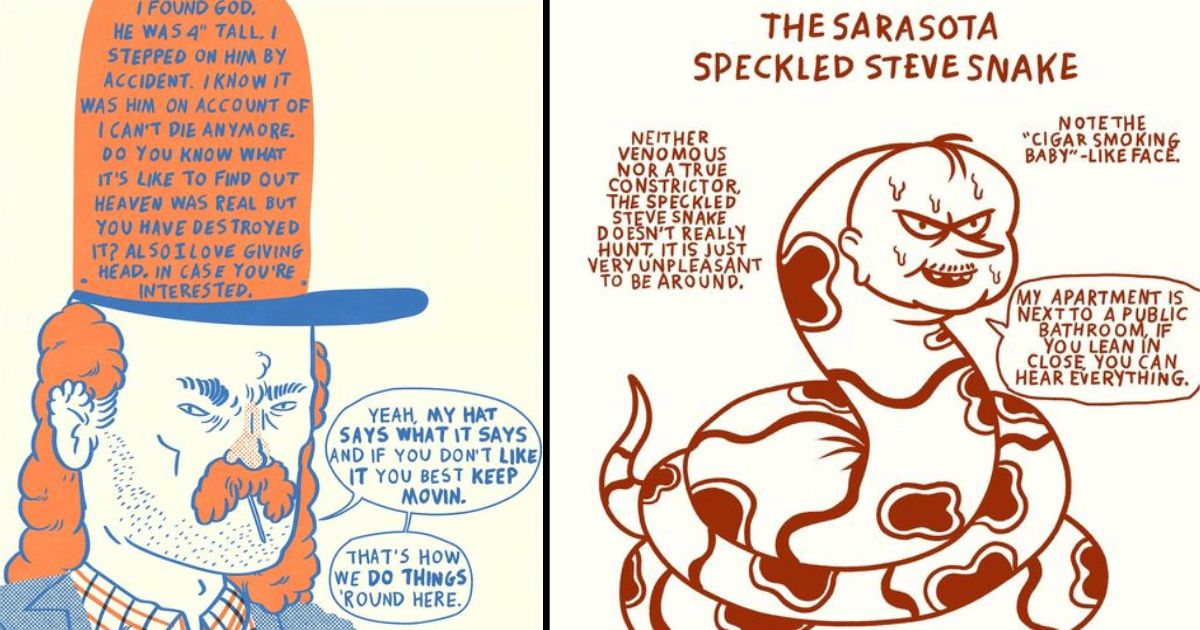 I FOUND GOD.
HE WAS 4" TALL. I
STEPPED ON HIM BY
ACCIDENT. I KNOW IT
WAS HIM ON ACCOUNT OF
I CAN'T DIE ANYMORE.
DO YOU KNOW WHAT
IT'S LIKE TO FIND OUT
HEAVEN WAS REAL BUT
YOU HAVE DESTROYED
IT? ALSO I LOVE GIVING
HEAD. IN CASE YOU'RE
INTERESTED.
YEAH, MY HAT
SAYS WHAT IT SAYS
AND IF YOU DON'T LIKE
IT YOU BEST KEEP
MOVIN.
THAT'S HOW
WE DO THINGS
'ROUND HERE.
THE SARASOTA
SPECKLED STEVE SNAKE
NEITHER
VENOMOUS
NOR A TRUE
CONSTRICTOR,
THE SPECKLED
STEVE SNAKE
DOESN'T REALLY
HUNT, IT IS JUST
VERY UNPLEASANT
TO BE AROUND.
NOTE THE
"CIGAR SMOKING
BABY"-LIKE FACE.
MY APARTMENT IS
NEXT TO A PUBLIC
BATHROOM, IF
YOU LEAN IN
CLOSE, YOU CAN
HEAR EVERYTHING.